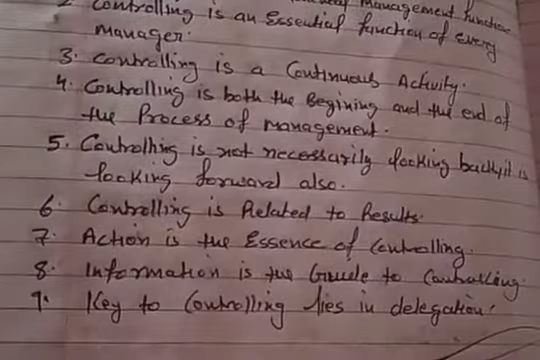 Management function
2. Controlling is an Essential function of every
manager.
3. Controlling is a Continuous Activity.
4. Controlling is both the Begining and the end of
the Process of management.
5. Controlling is not necessarily looking back, it is
looking forward also.
6. Controlling is Related to Results.
7. Action is the Essence of Controlling.
8. Information is the Guide to Controlling.
9. Key to Controlling lies in delegation.